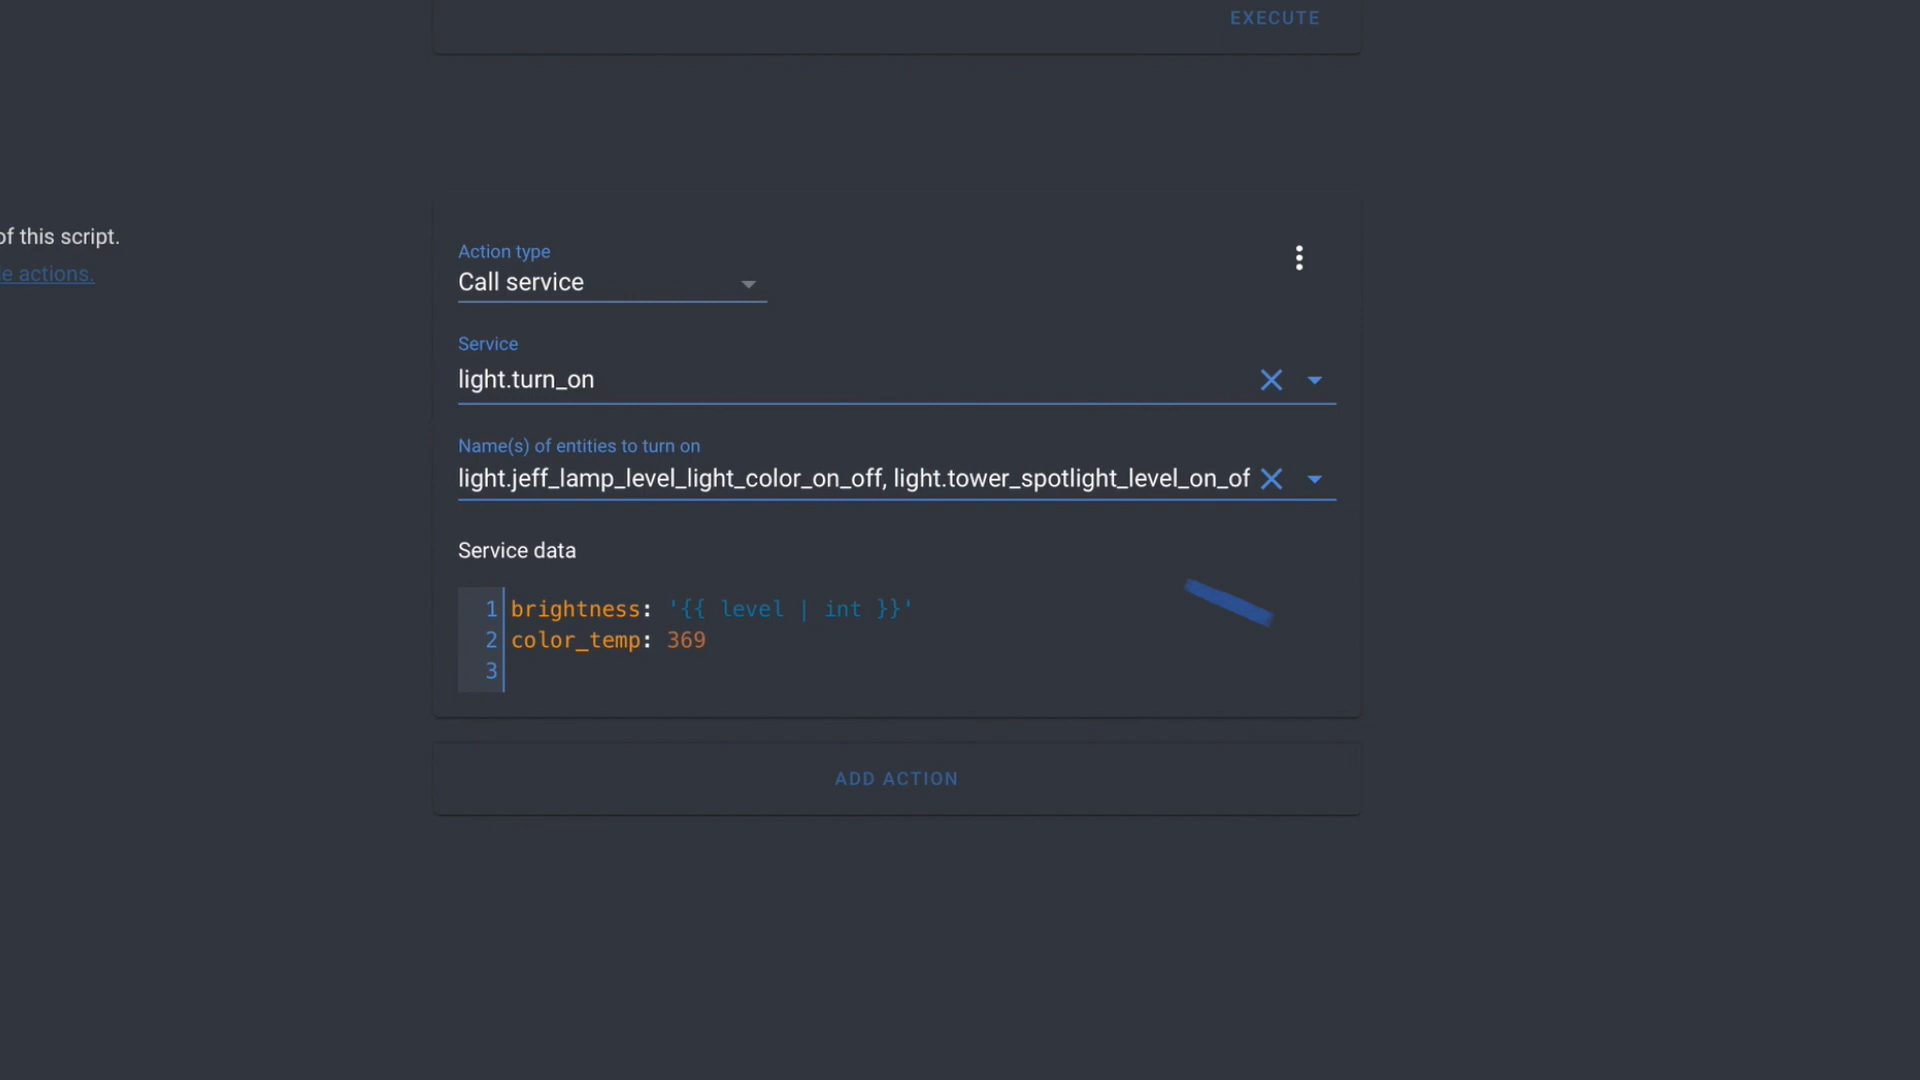 EXECUTE
of this script.
le actions.
Action type
Call service
Service
light.turn_on
Name(s) of entities to turn on
light.jeff_lamp_level_light_color_on_off, light.tower_spotlight_level_on_of
Service data
1 brightness: '{{ level | int }}'
2 color_temp: 369
3
ADD ACTION